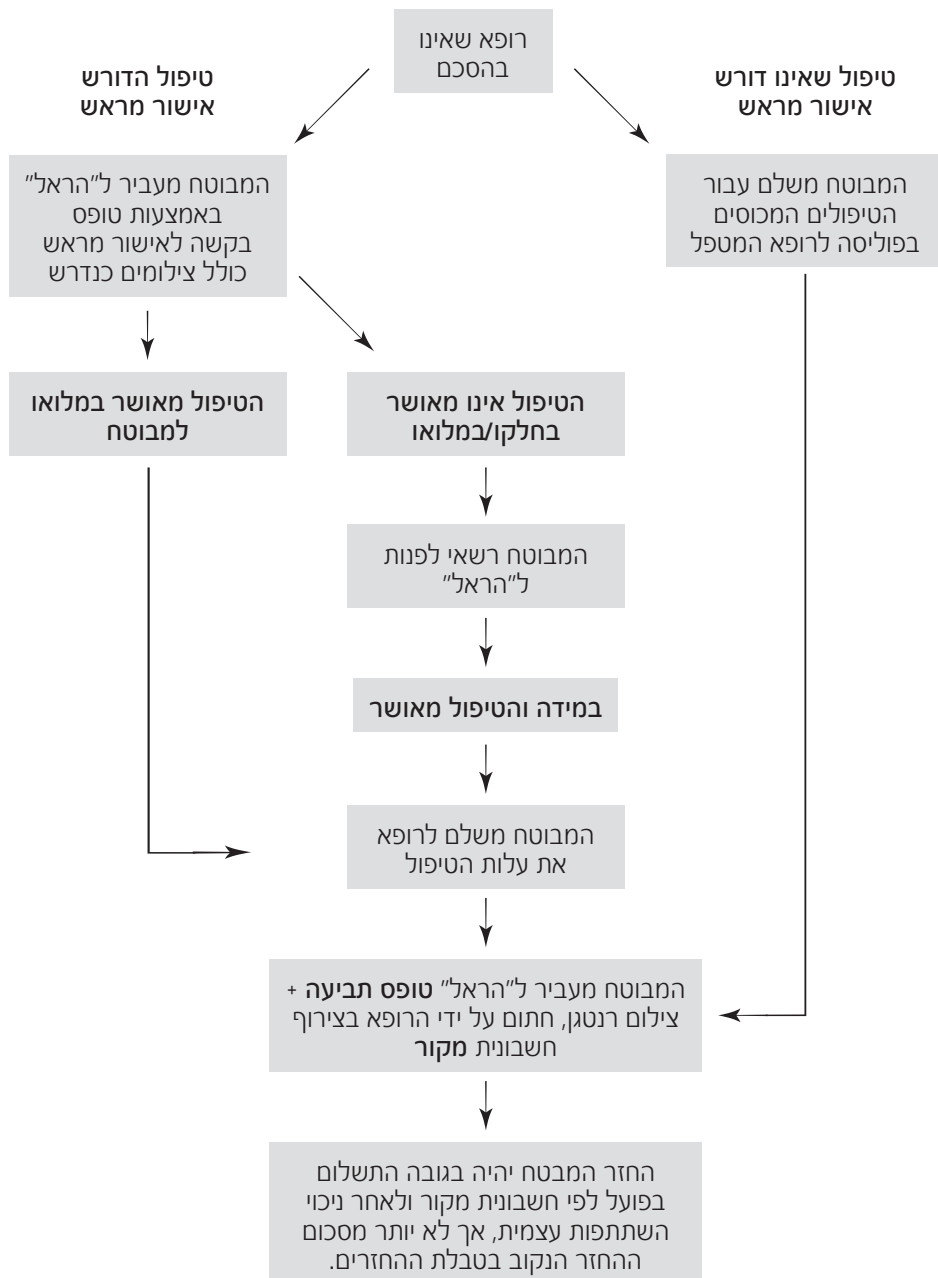 רופא שאינו
בהסכם
טיפול שאינו דורש
אישור מראש
טיפול הדורש
אישור מראש
המבוטח משלם עבור
הטיפולים המכוסים
בפוליסה לרופא המטפל
המבוטח מעביר ל"הראל"
באמצעות טופס
בקשה לאישור מראש
כולל צילומים כנדרש
הטיפול אינו מאושר
בחלקו/במלואו
הטיפול מאושר במלואו
למבוטח
המבוטח רשאי לפנות
ל"הראל"
במידה והטיפול מאושר
המבוטח משלם לרופא
את עלות הטיפול
המבוטח מעביר ל"הראל" טופס תביעה +
צילום רנטגן, חתום על ידי הרופא בצירוף
חשבונית מקור
החזר המבטח יהיה בגובה התשלום
בפועל לפי חשבונית מקור ולאחר ניכוי
השתתפות עצמית, אך לא יותר מסכום
ההחזר הנקוב בטבלת ההחזרים.